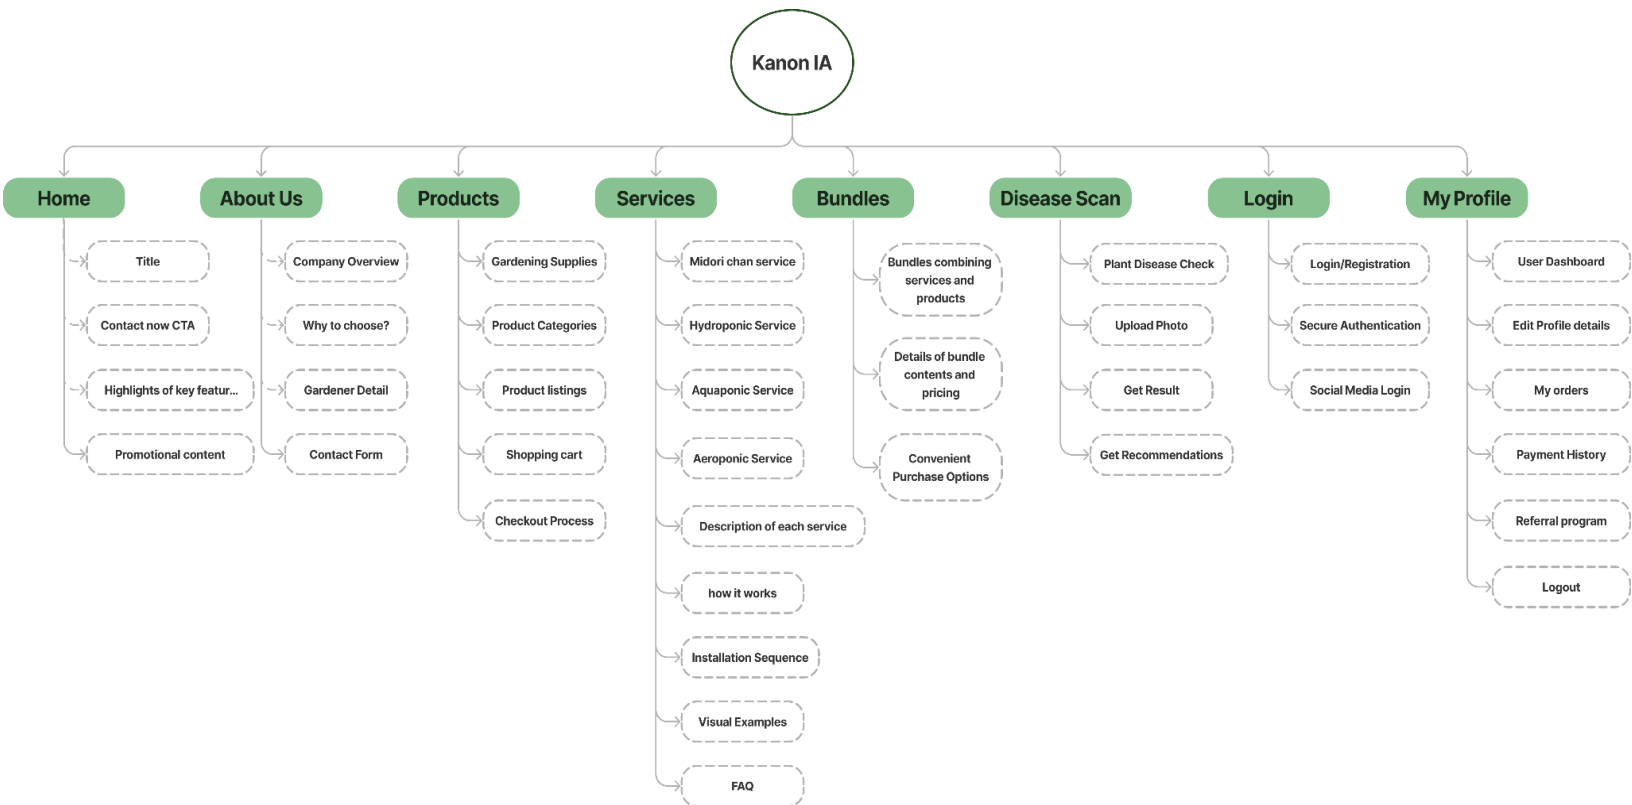 Kanon IA
Home
About Us
Products
Services
Bundles
Disease Scan
Login
My Profile
Title
Contact now CTA
Highlights of key featur...
Promotional content
Company Overview
Why to choose?
Gardener Detail
Contact Form
Gardening Supplies
Product Categories
Product listings
Shopping cart
Checkout Process
Midori chan service
Hydroponic Service
Aquaponic Service
Aeroponic Service
Description of each service
how it works
Installation Sequence
Visual Examples
FAQ
Bundles combining
services and
products
Details of bundle
contents and
pricing
Convenient
Purchase Options
Plant Disease Check
Upload Photo
Get Result
Get Recommendations
Login/Registration
Secure Authentication
Social Media Login
User Dashboard
Edit Profile details
My orders
Payment History
Referral program
Logout